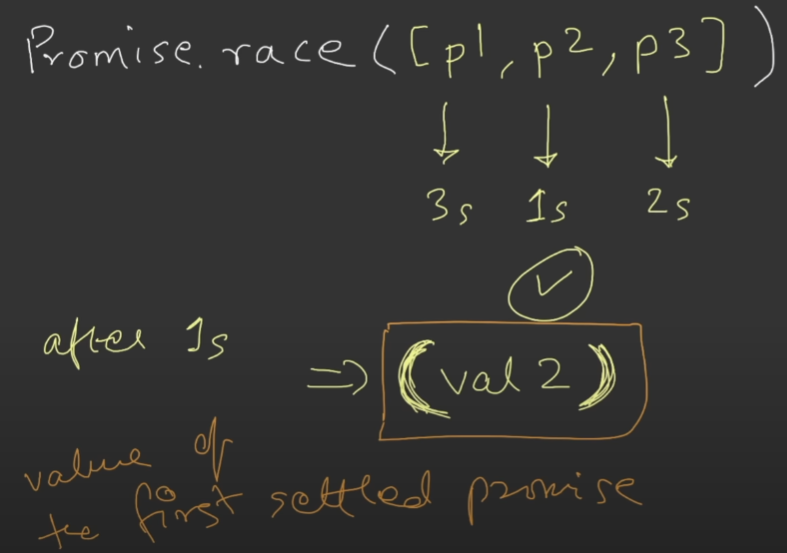 Promise.race([p1, p2, p3])
↓ ↓ ↓
3s 1s 2s
✓
after 1s
⇒ (val 2)
value of
the first settled promise